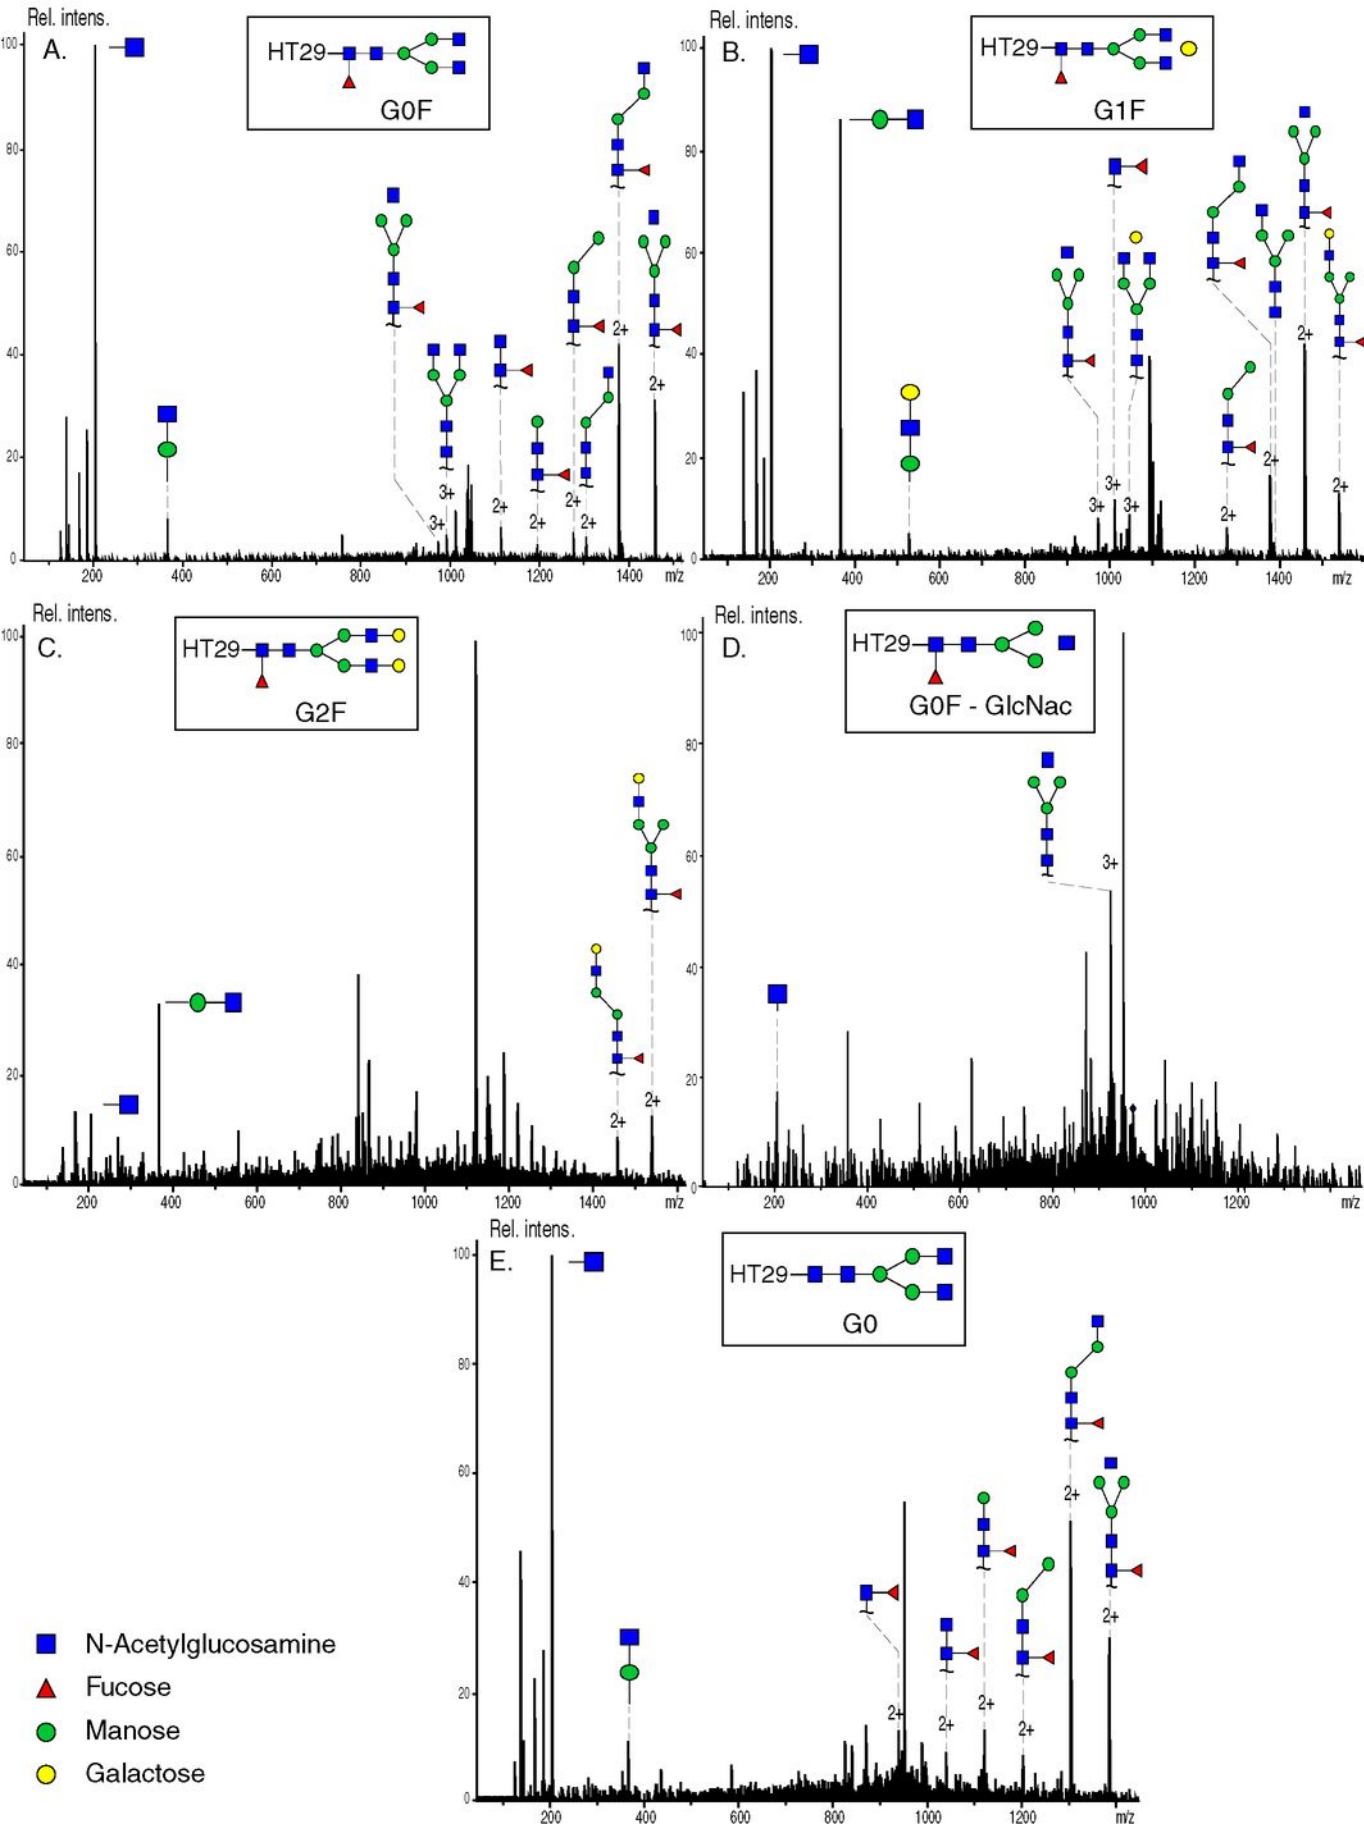 Rel. intens.
A.
HT29
G0F
100
80
60
40
20
0
3+
3+
2+
2+
2+
2+
2+
2+
200 400 600 800 1000 1200 1400 m/z
Rel. intens.
B.
HT29
G1F
100
80
60
40
20
0
3+
3+
3+
2+
2+
2+
2+
200 400 600 800 1000 1200 1400 m/z
Rel. intens.
C.
HT29
G2F
100
80
60
40
20
0
2+
2+
200 400 600 800 1000 1200 1400 m/z
Rel. intens.
D.
HT29
G0F - GlcNac
100
80
60
40
20
0
3+
200 400 600 800 1000 1200 m/z
Rel. intens.
E.
HT29
G0
100
80
60
40
20
0
2+
2+
2+
2+
2+
2+
200 400 600 800 1000 1200 m/z
N-Acetylglucosamine
Fucose
Manose
Galactose